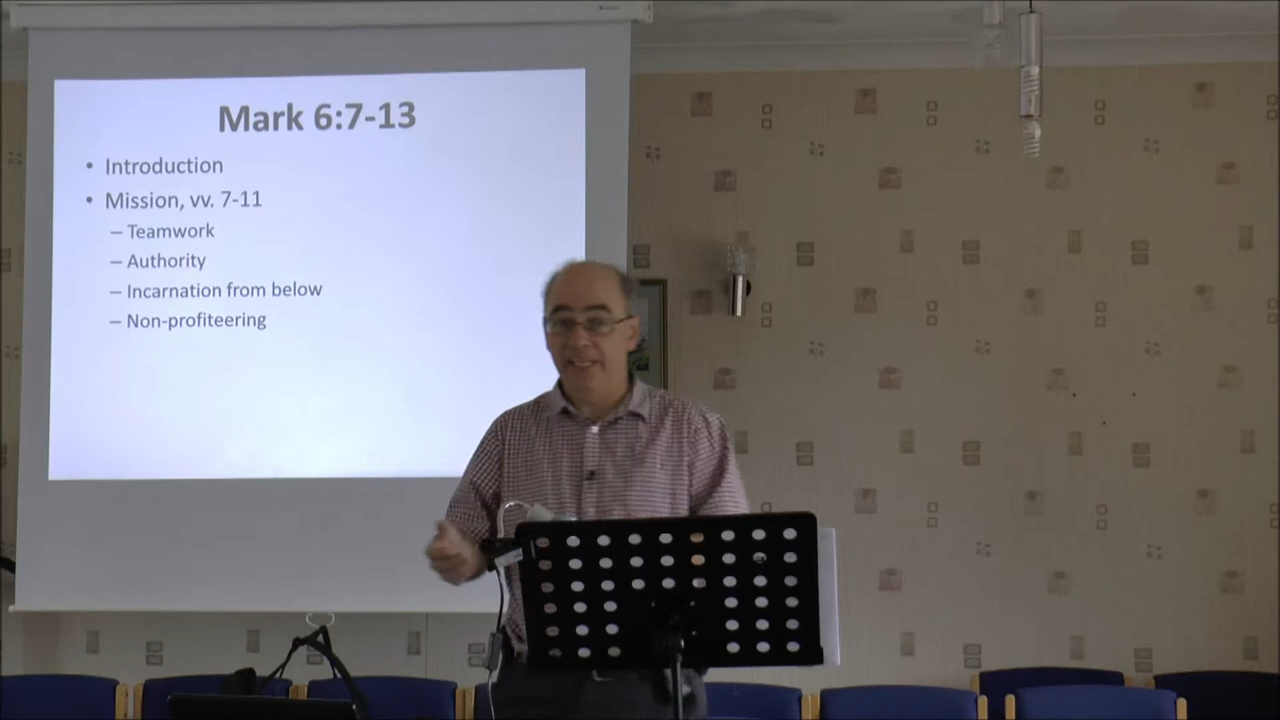 Mark 6:7-13
• Introduction
• Mission, vv. 7-11
– Teamwork
– Authority
– Incarnation from below
– Non-profiteering